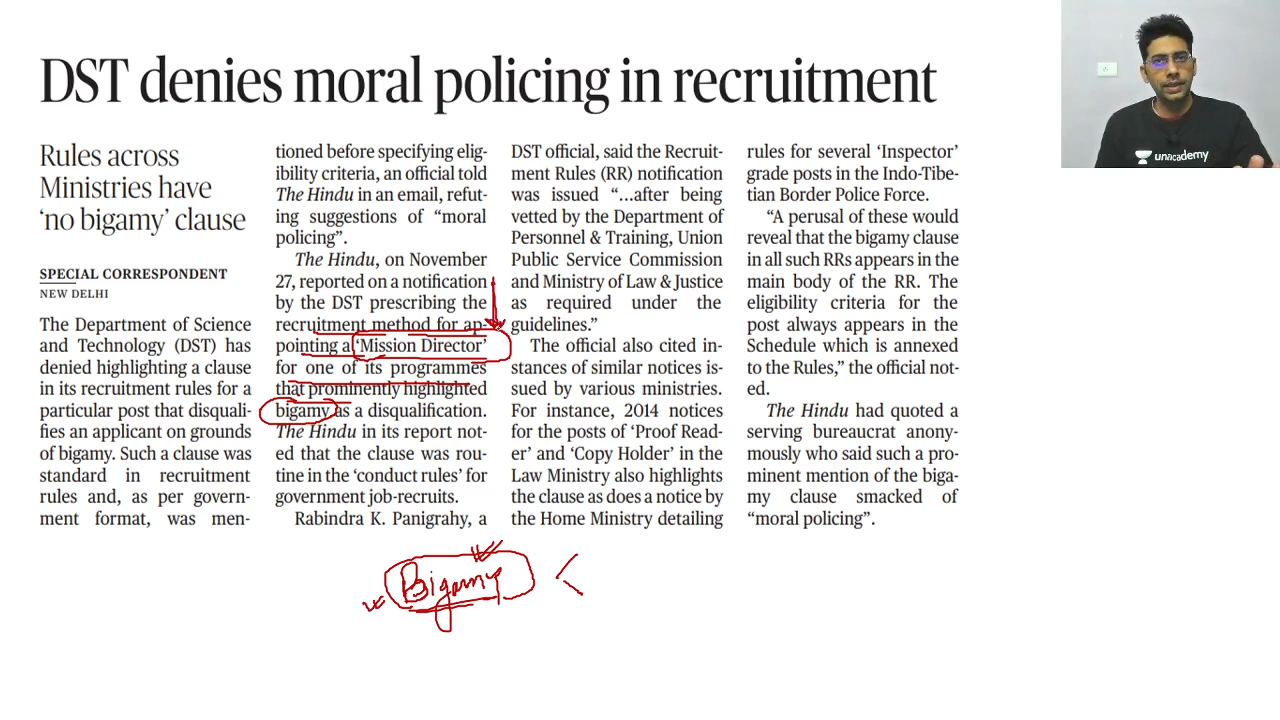 DST denies moral policing in recruitment
Rules across
Ministries have
'no bigamy' clause
SPECIAL CORRESPONDENT
NEW DELHI
The Department of Science
and Technology (DST) has
denied highlighting a clause
in its recruitment rules for a
particular post that disquali-
fies an applicant on grounds
of bigamy. Such a clause was
standard in recruitment
rules and, as per govern-
ment format, was men-
tioned before specifying elig-
ibility criteria, an official told
The Hindu in an email, refut-
ing suggestions of “moral
policing”.
The Hindu, on November
27, reported on a notification
by the DST prescribing the
recruitment method for ap-
pointing a ‘Mission Director’
for one of its programmes
that prominently highlighted
bigamy as a disqualification.
The Hindu in its report not-
ed that the clause was rou-
tine in the ‘conduct rules’ for
government job-recruits.
Rabindra K. Panigrahy, a
DST official, said the Recruit-
ment Rules (RR) notification
was issued “...after being
vetted by the Department of
Personnel & Training, Union
Public Service Commission
and Ministry of Law & Justice
as required under the
guidelines.”
The official also cited in-
stances of similar notices is-
sued by various ministries.
For instance, 2014 notices
for the posts of ‘Proof Read-
er’ and ‘Copy Holder’ in the
Law Ministry also highlights
the clause as does a notice by
the Home Ministry detailing
rules for several ‘Inspector’
grade posts in the Indo-Tibe-
tian Border Police Force.
“A perusal of these would
reveal that the bigamy clause
in all such RRs appears in the
main body of the RR. The
eligibility criteria for the
post always appears in the
Schedule which is annexed
to the Rules,” the official not-
ed.
The Hindu had quoted a
serving bureaucrat anony-
mously who said such a pro-
minent mention of the biga-
my clause smacked of
“moral policing”.
Bigamy
unacademy